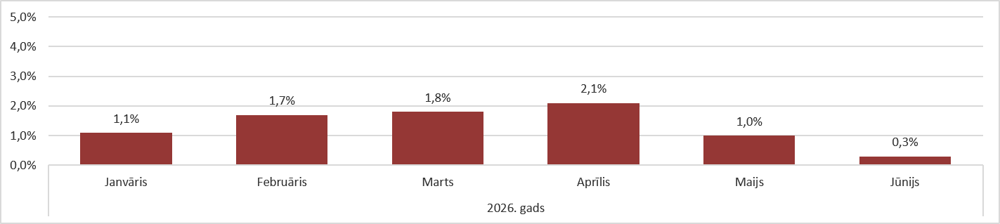 5,0%
4,0%
3,0%
2,0%
1,0%
0,0%
1,1%
1,7%
1,8%
2,1%
1,0%
0,3%
Janvāris
Februāris
Marts
Aprīlis
Maijs
Jūnijs
2026. gads